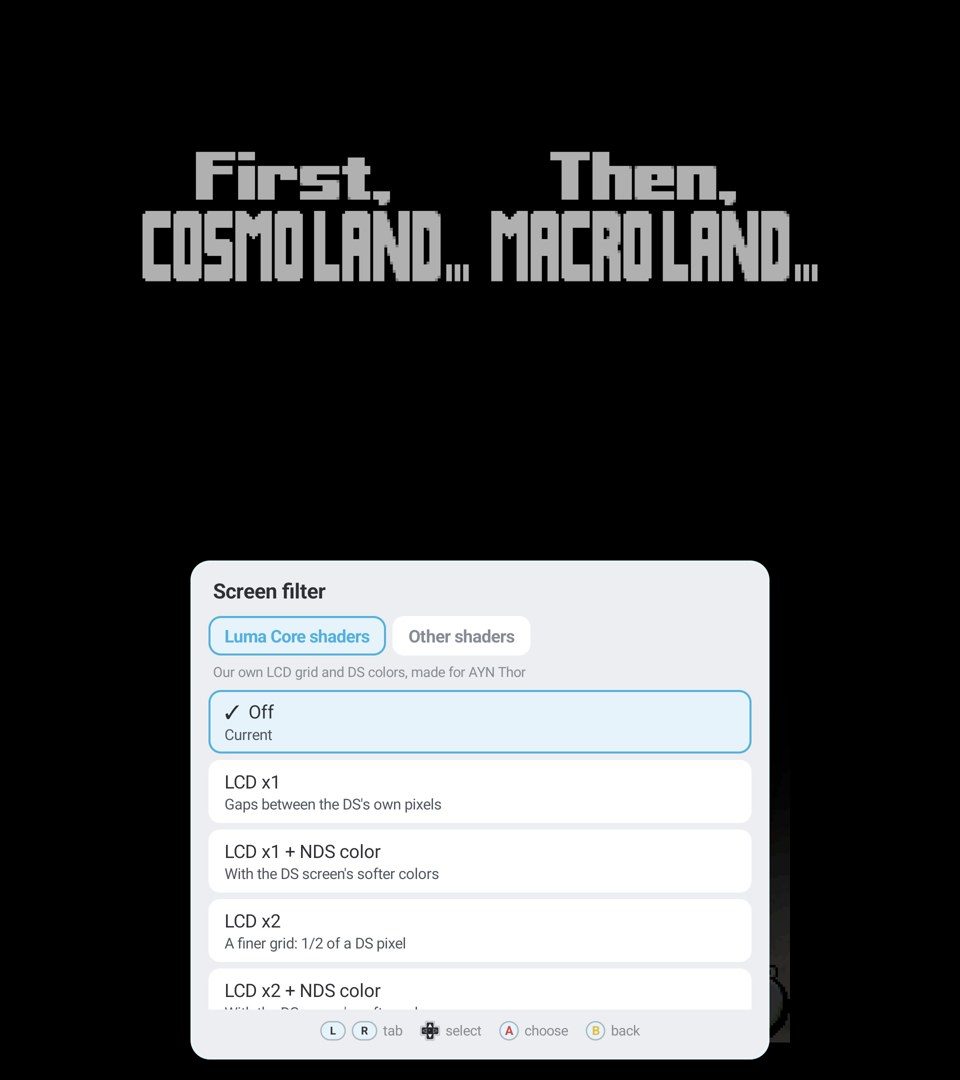 First, Then,
COSMO LAND... MACRO LAND...
Screen filter
Luma Core shaders Other shaders
Our own LCD grid and DS colors, made for AYN Thor
✓ Off
Current
LCD x1
Gaps between the DS's own pixels
LCD x1 + NDS color
With the DS screen's softer colors
LCD x2
A finer grid: 1/2 of a DS pixel
LCD x2 + NDS color
L R tab select A choose B back